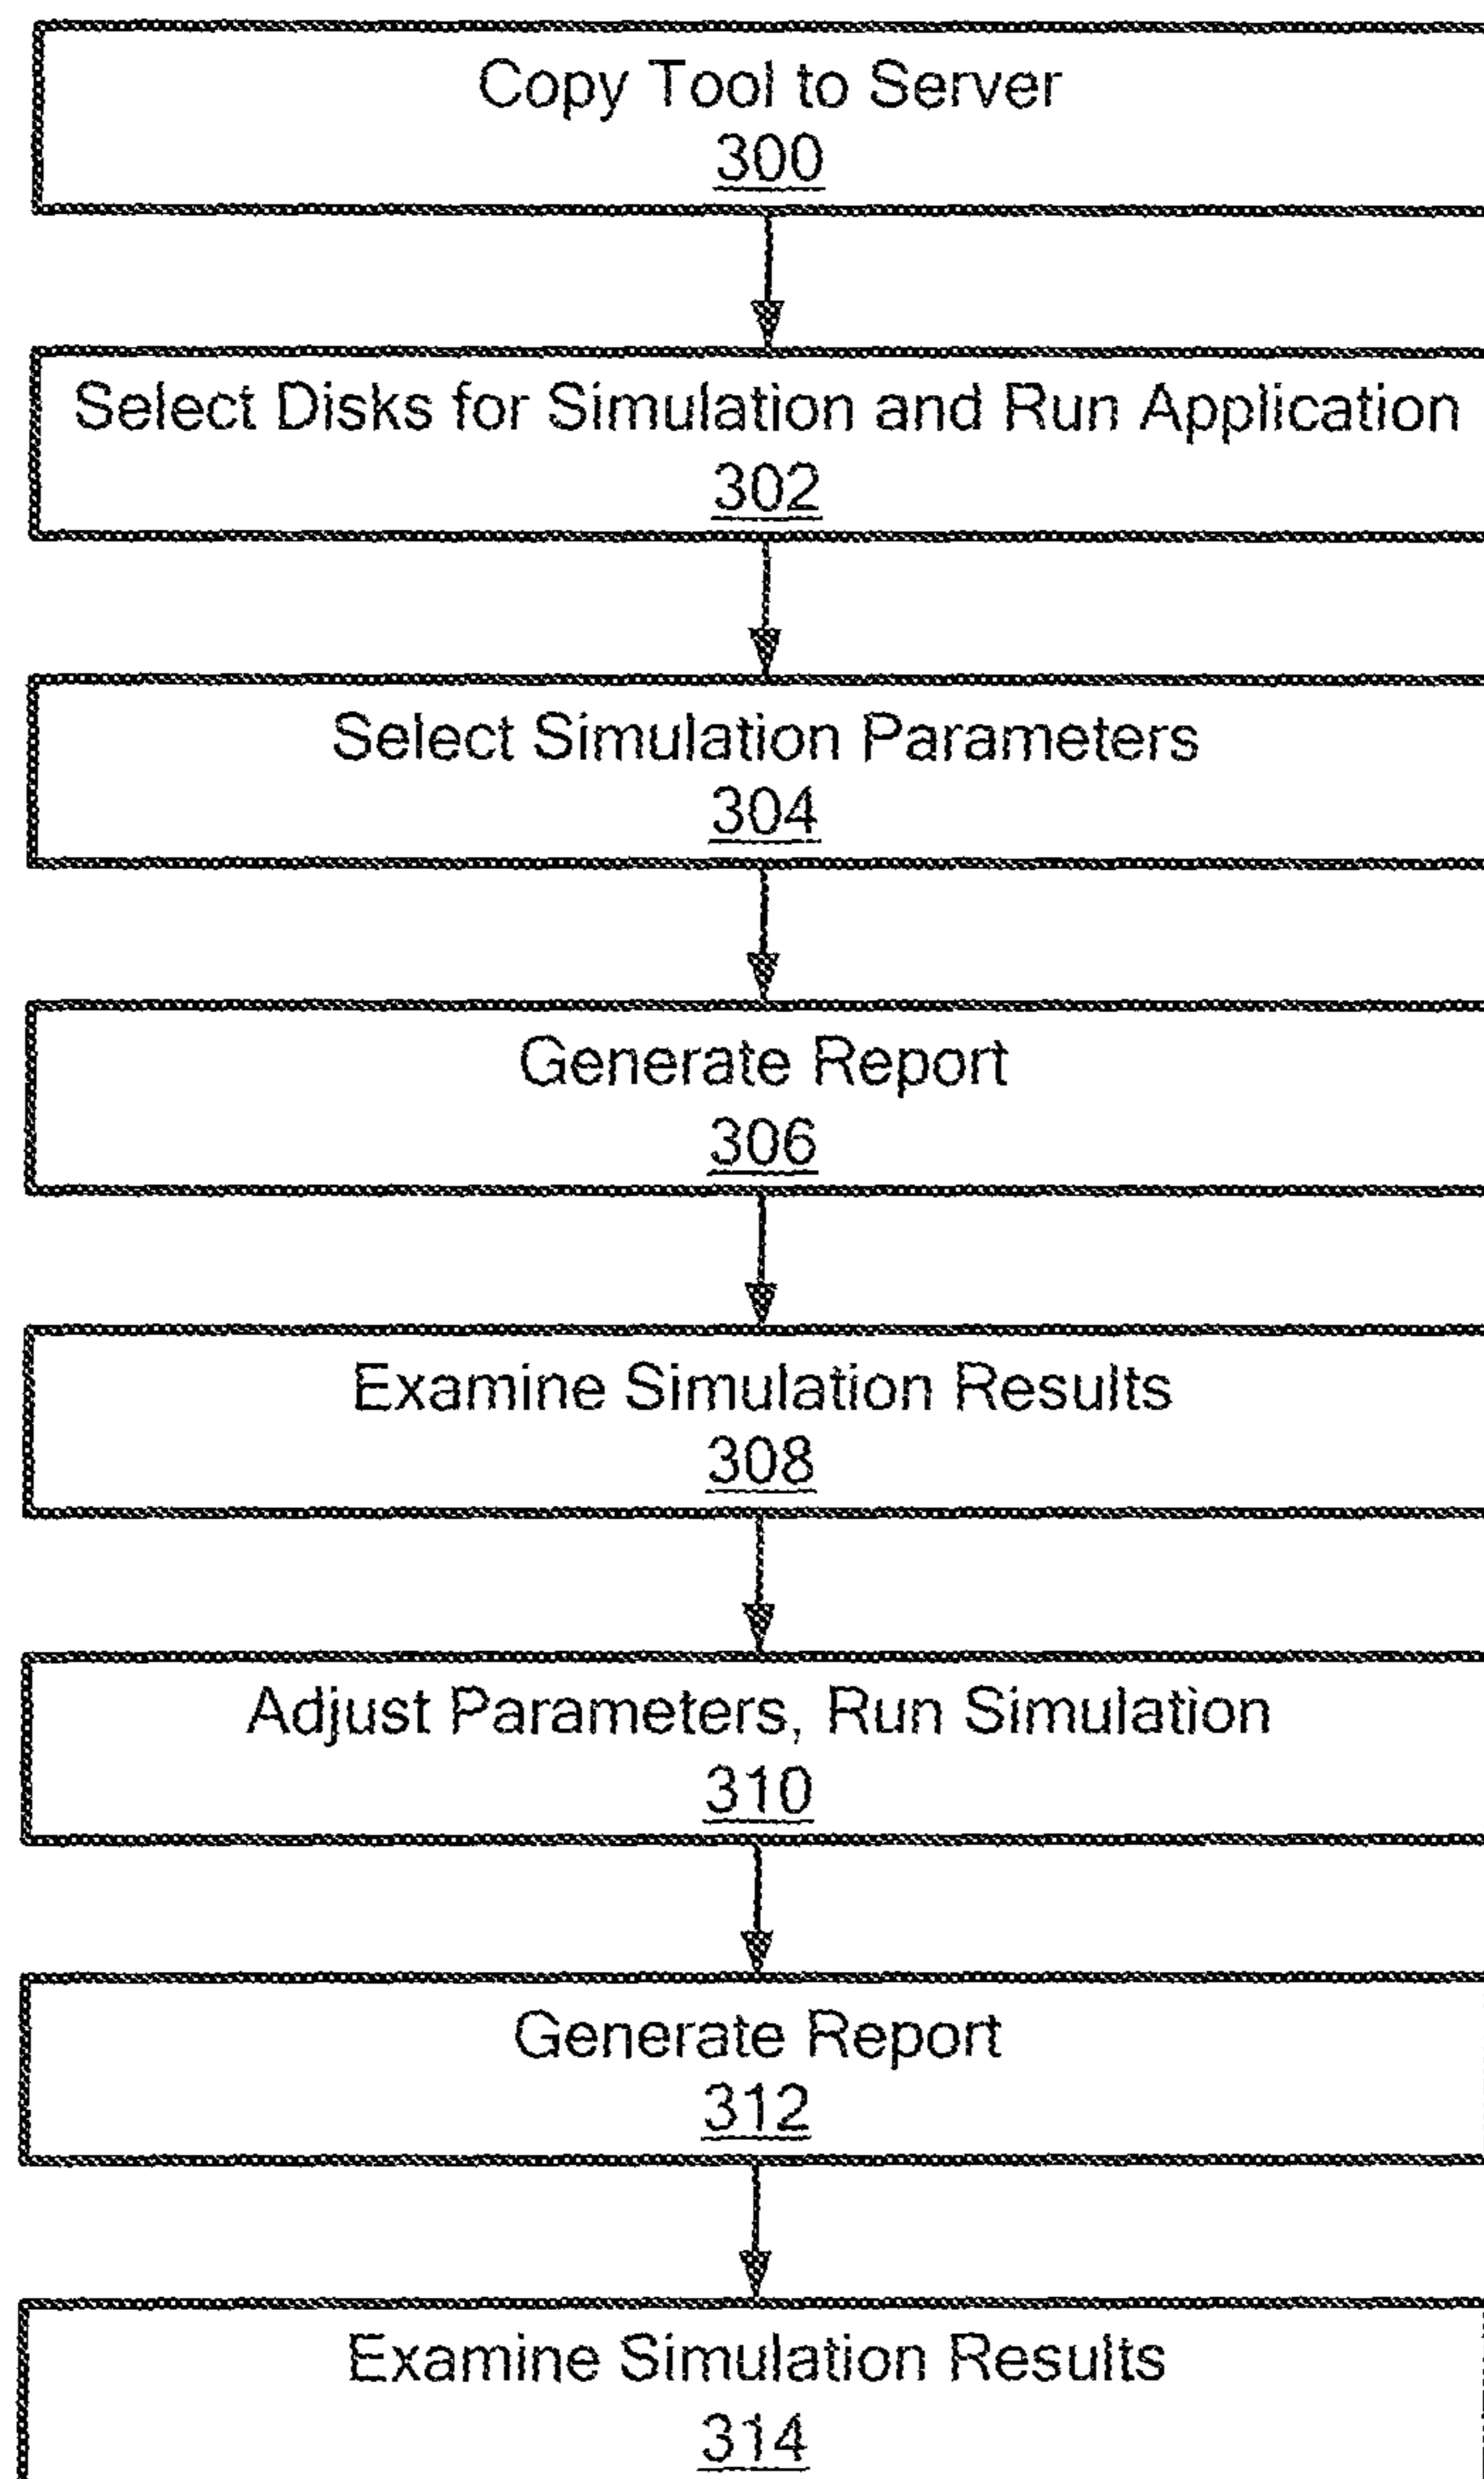 Copy Tool to Server
300
Select Disks for Simulation and Run Application
302
Select Simulation Parameters
304
Generate Report
306
Examine Simulation Results
308
Adjust Parameters, Run Simulation
310
Generate Report
312
Examine Simulation Results
314